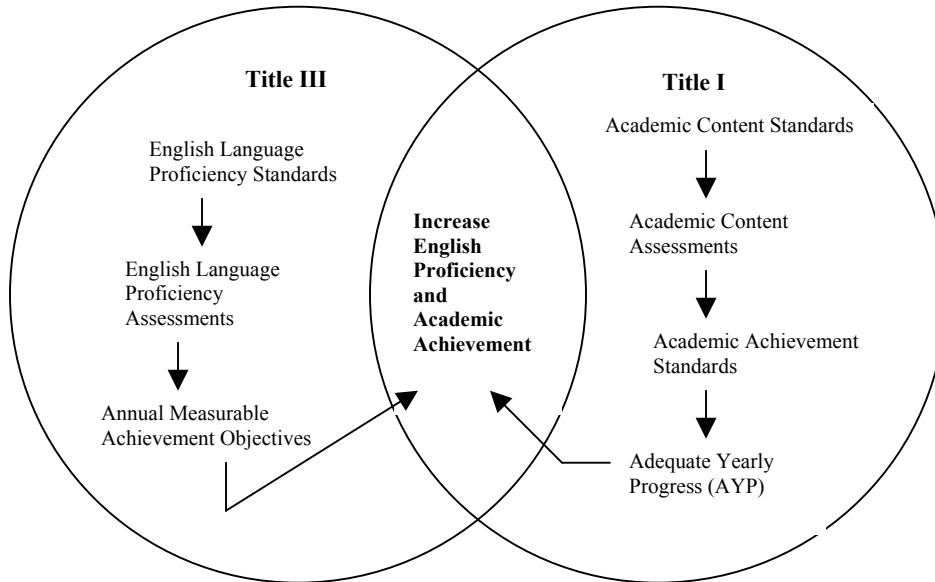 Title III
English Language
Proficiency Standards
English Language
Proficiency
Assessments
Annual Measurable
Achievement Objectives
Increase
English
Proficiency
and
Academic
Achievement
Title I
Academic Content Standards
Academic Content
Assessments
Academic Achievement
Standards
Adequate Yearly
Progress (AYP)